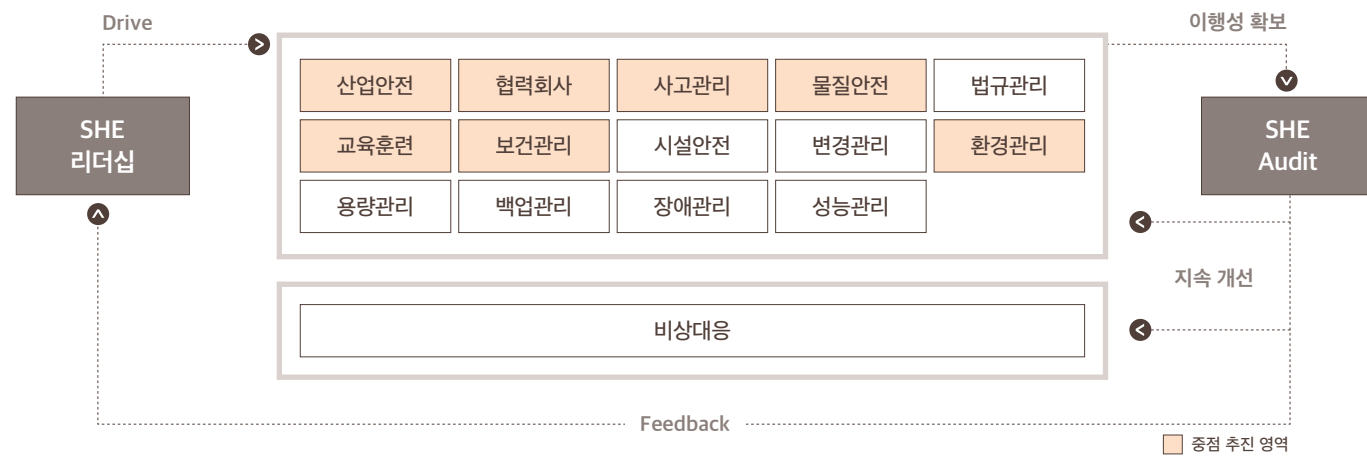 Drive
이행성 확보
SHE
리더십
산업안전
협력회사
사고관리
물질안전
법규관리
교육훈련
보건관리
시설안전
변경관리
환경관리
용량관리
백업관리
장애관리
성능관리
SHE
Audit
지속 개선
비상대응
Feedback
중점 추진 영역